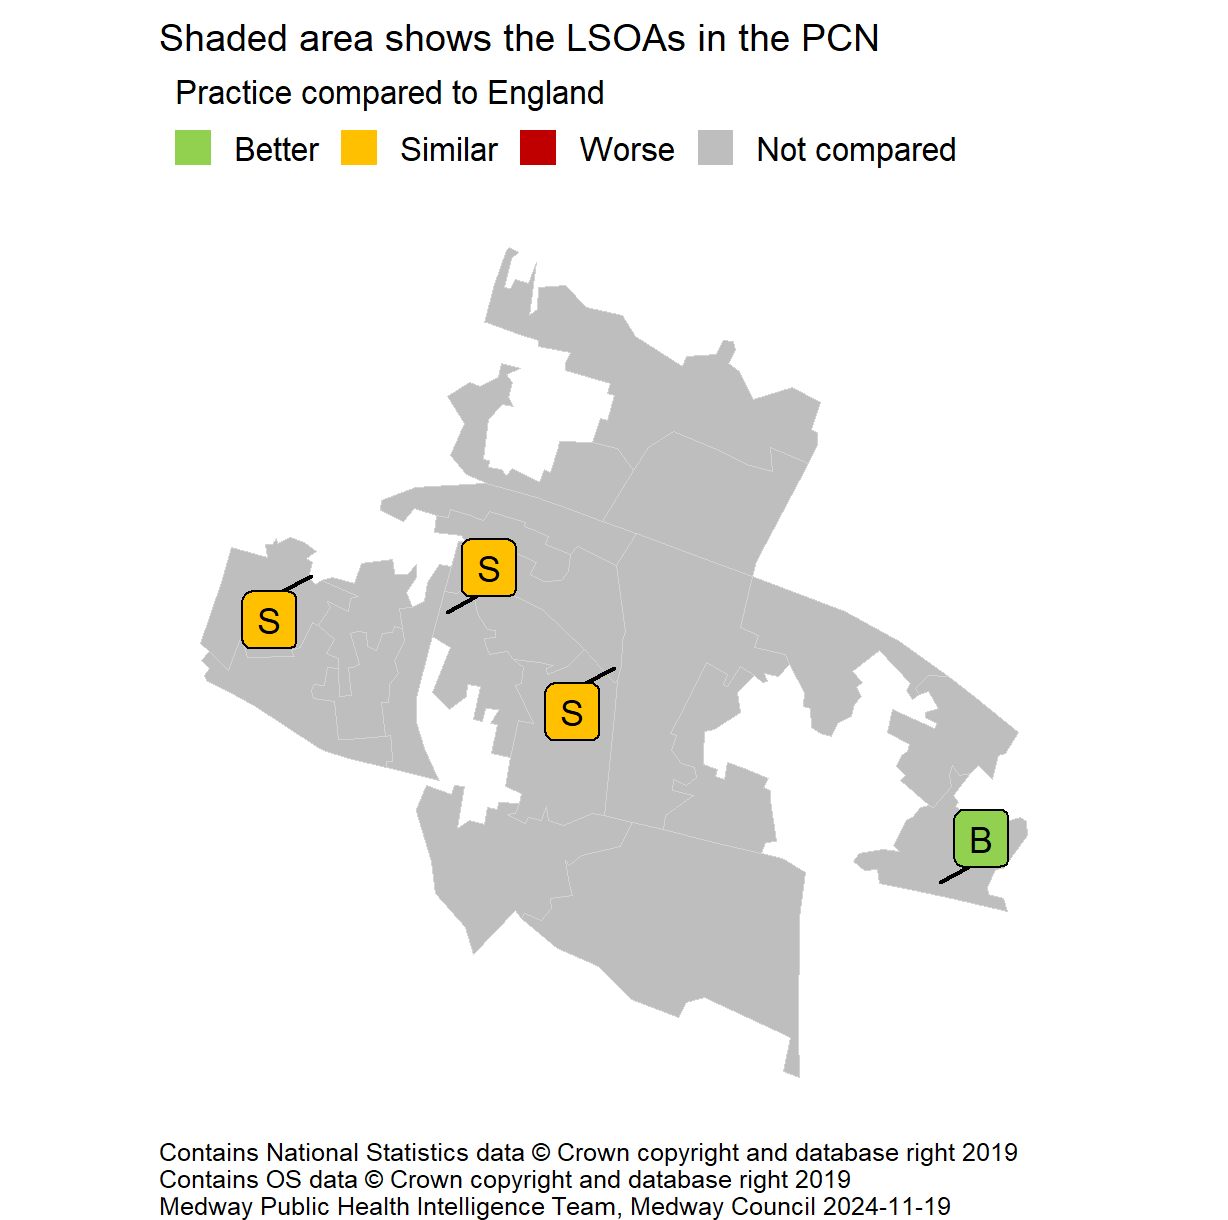 Shaded area shows the LSOAs in the PCN
Practice compared to England
Better Similar Worse Not compared
S
S
S
B
Contains National Statistics data © Crown copyright and database right 2019
Contains OS data © Crown copyright and database right 2019
Medway Public Health Intelligence Team, Medway Council 2024-11-19